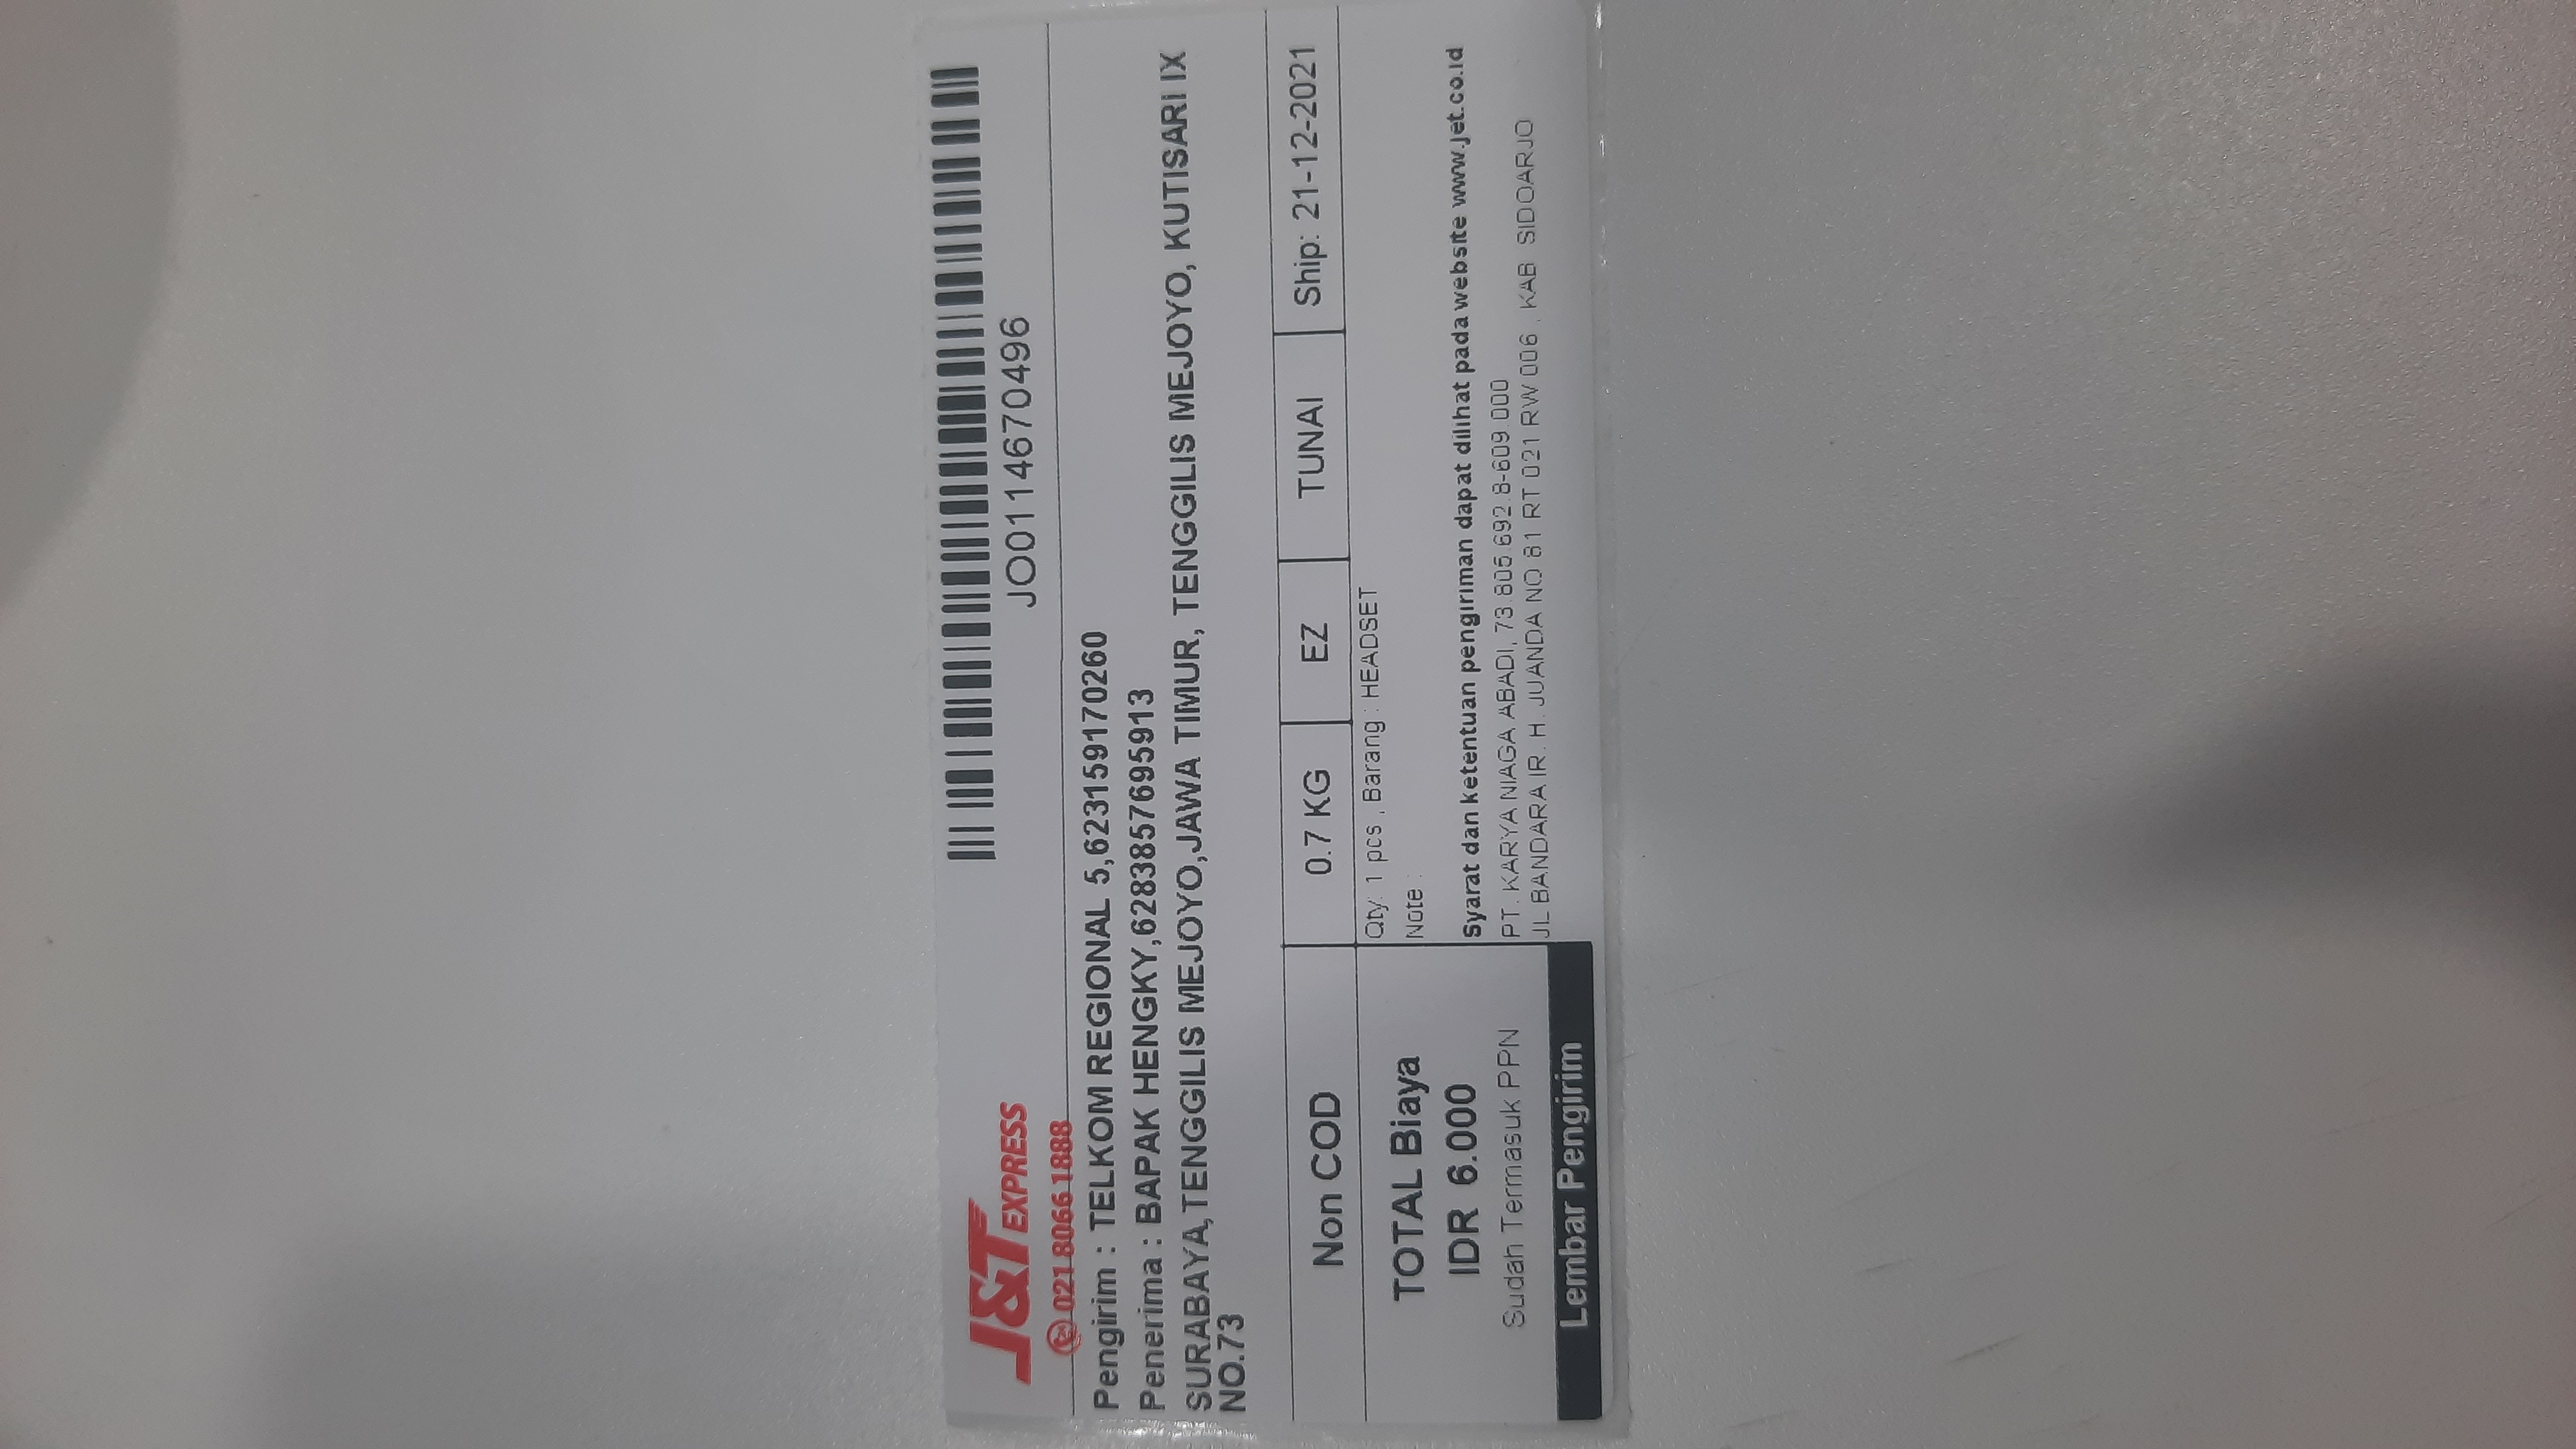 J&T EXPRESS
JO0114670496
021 8066 1888
Pengirim : TELKOM REGIONAL 5,623159170260
Penerima : BAPAK HENGKY,6283857695913
SURABAYA,TENGGILIS MEJOYO,JAWA TIMUR, TENGGILIS MEJOYO, KUTISARI IX
NO.73
Non COD 0.7 KG EZ TUNAI Ship: 21-12-2021
TOTAL Biaya
IDR 6.000
Sudah Termasuk PPN
Lembar Pengirim
Qty: 1 pcs , Barang : HEADSET
Note :
Syarat dan ketentuan pengiriman dapat dilihat pada website www.jet.co.id
PT. KARYA NIAGA ABADI, 73.805.692.8-609.000
JL BANDARA IR. H. JUANDA NO 81 RT 021 RW 006 , KAB. SIDOARJO